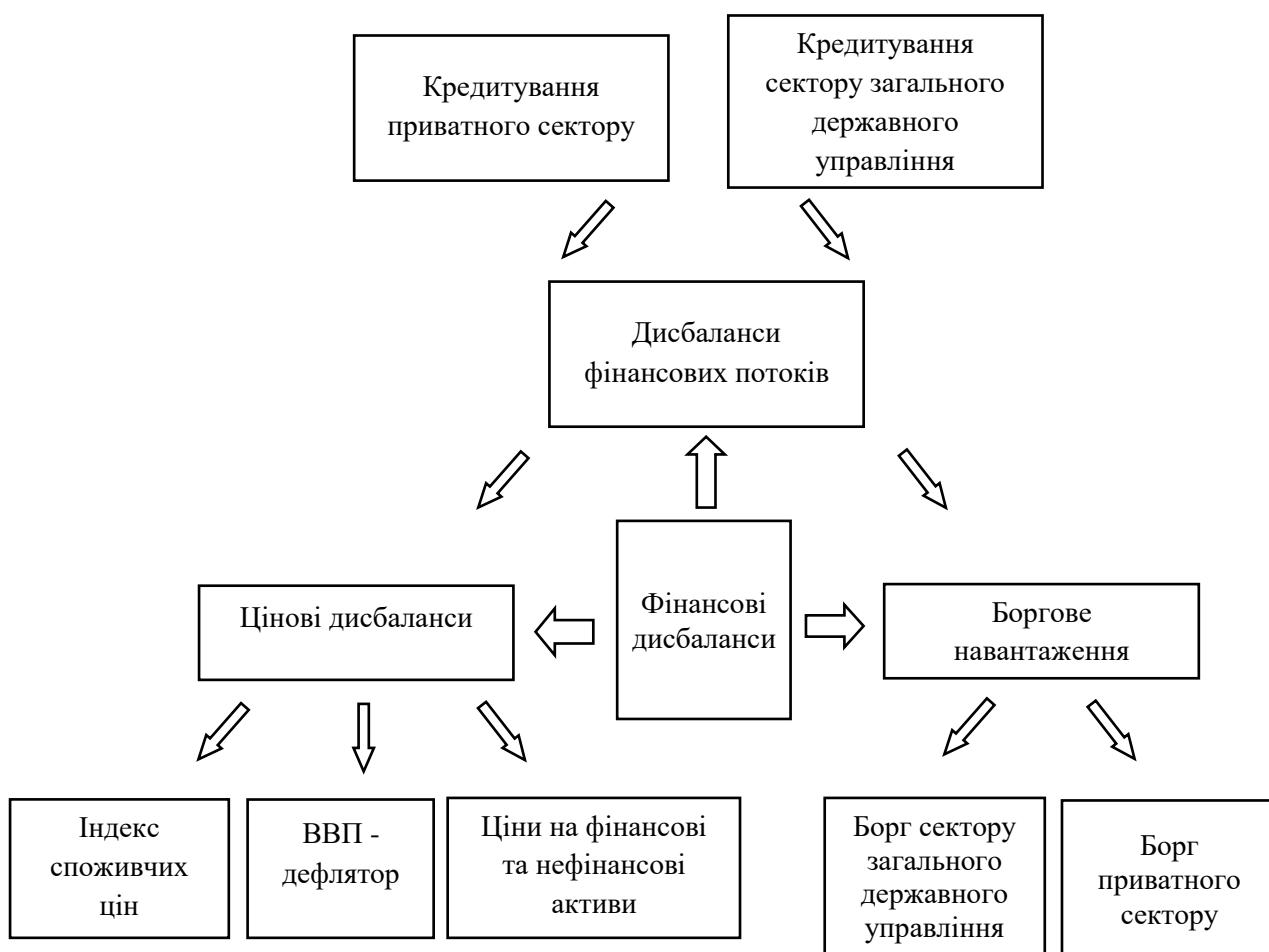 Кредитування
приватного сектору
Кредитування
сектору загального
державного
управління
Дисбаланси
фінансових потоків
Цінові дисбаланси
Фінансові
дисбаланси
Боргове
навантаження
Індекс
споживчих
цін
ВВП -
дефлятор
Ціни на фінансові
та нефінансові
активи
Борг сектору
загального
державного
управління
Борг
приватного
сектору